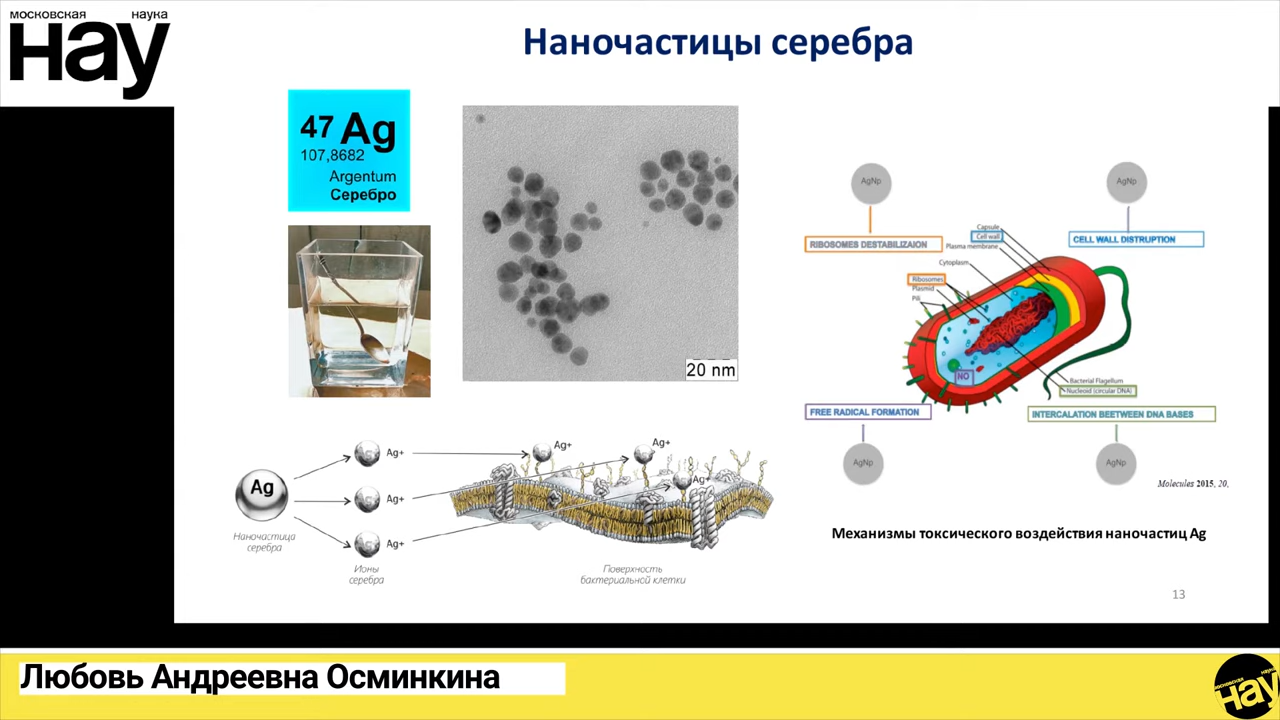 московская наука
нау
Наночастицы серебра
47 Ag
107,8682
Argentum
Серебро
20 nm
AgNp
AgNp
RIBOSOMES DESTABILIZAION
CELL WALL DISTRUPTION
Capsule
Cell wall
Plasma membrane
Cytoplasm
Ribosomes
Plasmid
Pili
NO
Bacterial Flagellum
Nucleoid (circular DNA)
FREE RADICAL FORMATION
INTERCALATION BEETWEEN DNA BASES
AgNp
AgNp
Molecules 2015, 20,
Механизмы токсического воздействия наночастиц Ag
Ag
Ag+
Ag+
Ag+
Ag+
Ag+
Ag+
Наночастица
серебра
Ионы
серебра
Поверхность
бактериальной клетки
13
Любовь Андреевна Осминкина
московская наука
нау